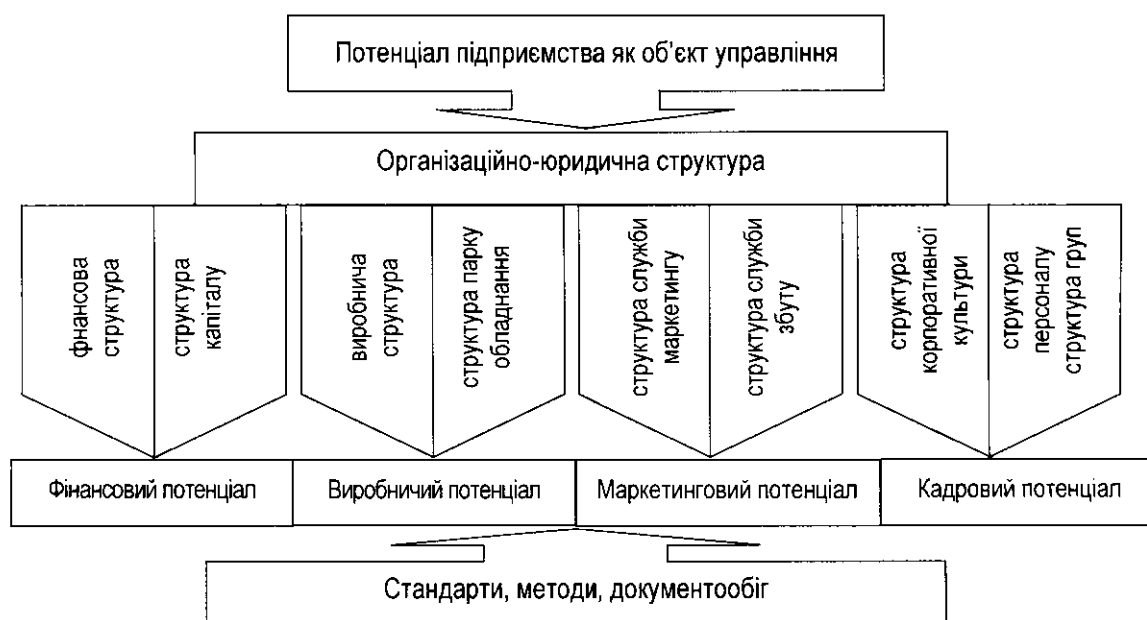 Потенціал підприємства як об’єкт управління
Організаційно-юридична структура
фнансова
структура
структура
капіталу
виробнича
структура
структура парку
обладнання
структура служби
маркетингу
структура служби
збуту
структура
корпоративної
культури
структура
персоналу
структура груп
Фінансовий потенціал
Виробничий потенціал
Маркетинговий потенціал
Кадровий потенціал
Стандарти, методи, документообіг